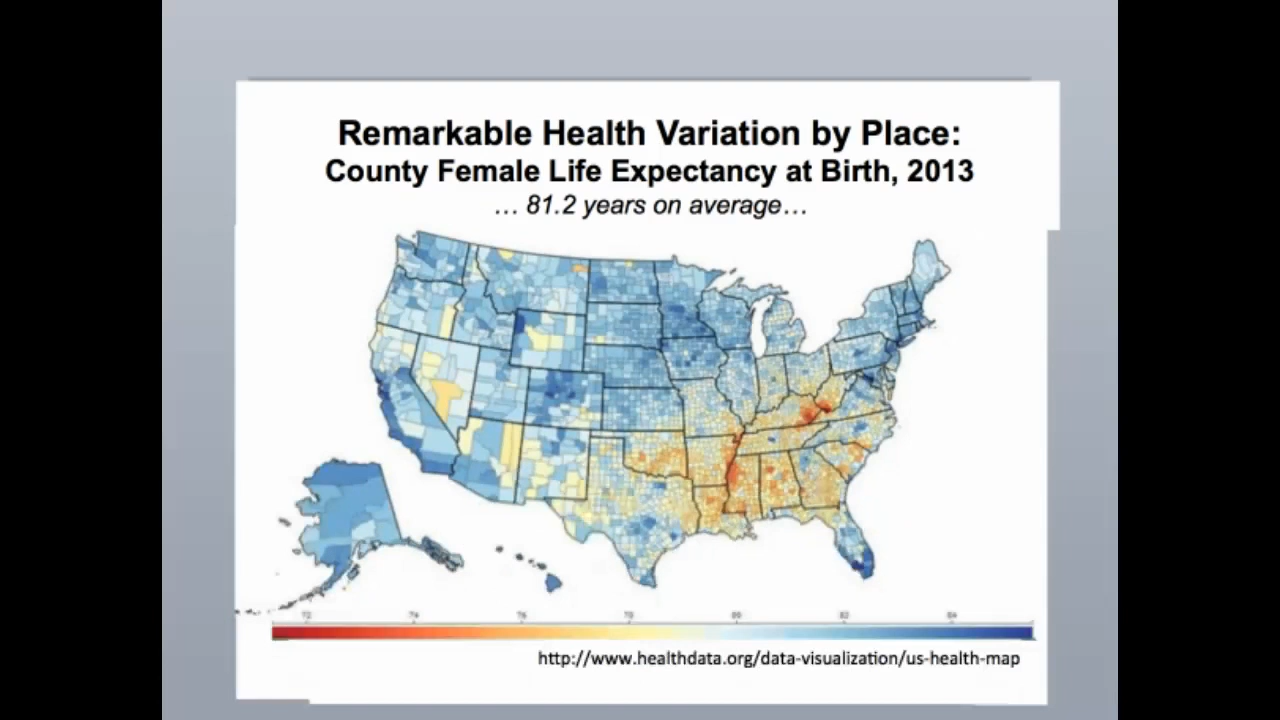 Remarkable Health Variation by Place:
County Female Life Expectancy at Birth, 2013
... 81.2 years on average...
72 74 76 78 80 82 84
http://www.healthdata.org/data-visualization/us-health-map